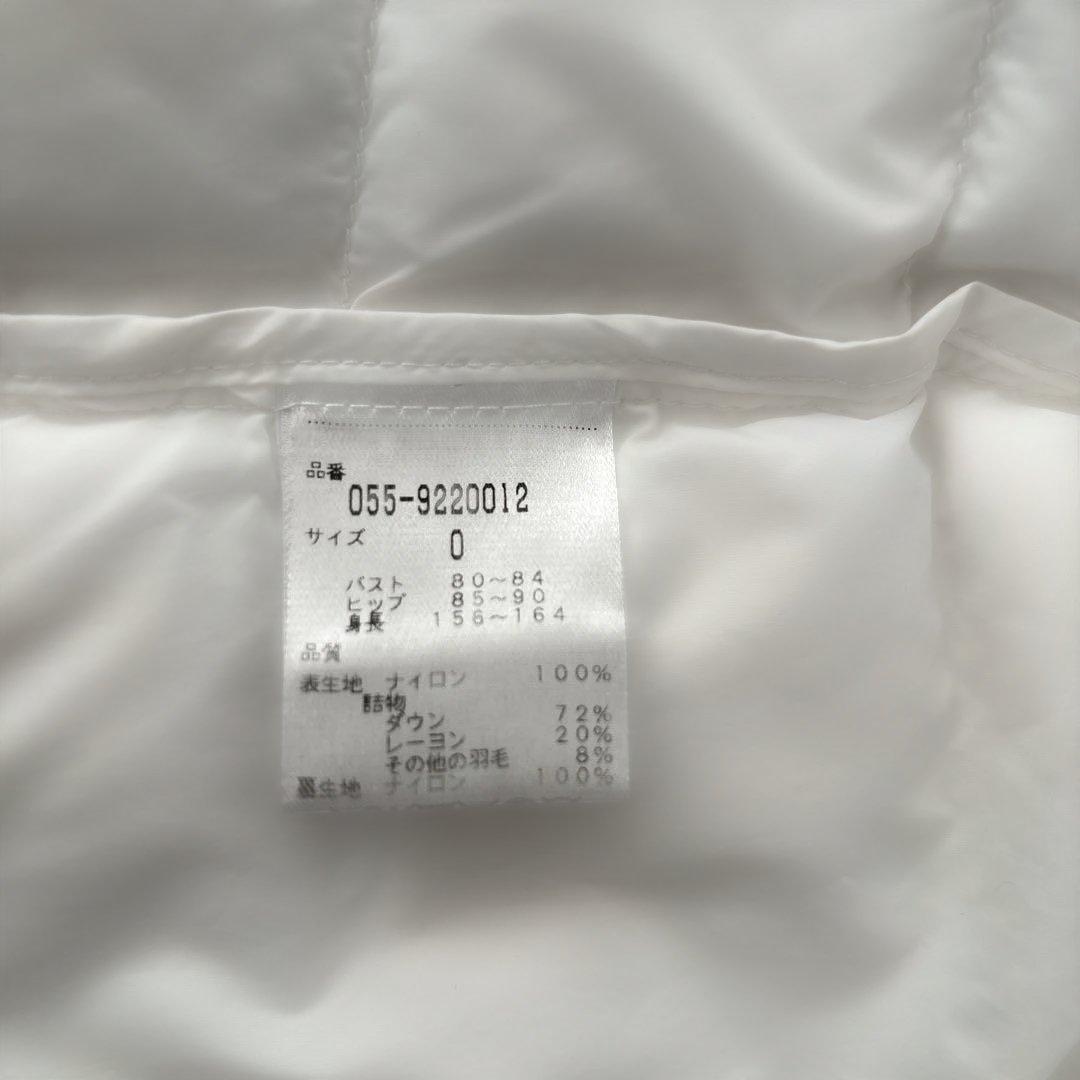 品番
055-9220012
サイズ 0
バスト 80~84
ヒップ 85~90
身長 156~164
品質
表生地 ナイロン 100%
詰物
ダウン 72%
レーヨン 20%
その他の羽毛 8%
裏生地 ナイロン 100%